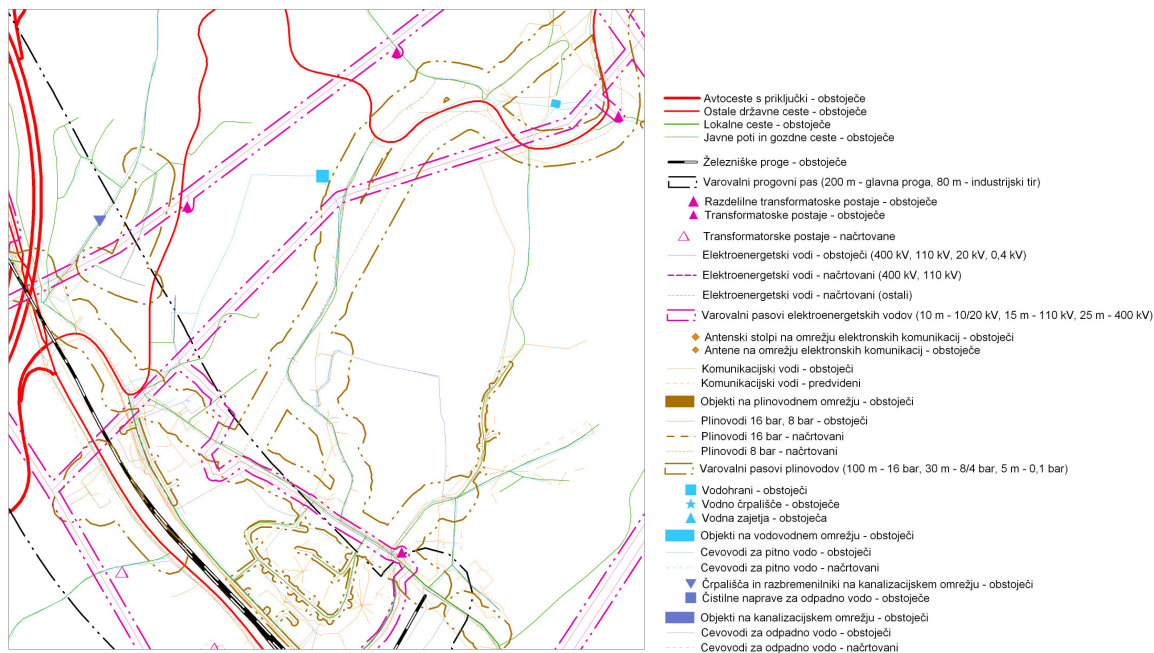 Avtoceste s priključki - obstoječe
Ostale državne ceste - obstoječe
Lokalne ceste - obstoječe
Javne poti in gozdne ceste - obstoječe
Železniške proge - obstoječe
Varovalni progovni pas (200 m - glavna proga, 80 m - industrijski tir)
Razdelilne transformatoske postaje - obstoječe
Transformatoske postaje - obstoječe
Transformatorske postaje - načrtovane
Elektroenergetski vodi - obstoječi (400 kV, 110 kV, 20 kV, 0,4 kV)
Elektroenergetski vodi - načrtovani (400 kV, 110 kV)
Elektroenergetski vodi - načrtovani (ostali)
Varovalni pasovi elektroenergetskih vodov (10 m - 10/20 kV, 15 m - 110 kV, 25 m - 400 kV)
Antenski stolpi na omrežju elektronskih komunikacij - obstoječi
Antene na omrežju elektronskih komunikacij - obstoječe
Komunikacijski vodi - obstoječi
Komunikacijski vodi - predvideni
Objekti na plinovodnem omrežju - obstoječi
Plinovodi 16 bar, 8 bar - obstoječi
Plinovodi 16 bar - načrtovani
Plinovodi 8 bar - načrtovani
Varovalni pasovi plinovodov (100 m - 16 bar, 30 m - 8/4 bar, 5 m - 0,1 bar)
Vodohrani - obstoječi
Vodno črpališče - obstoječe
Vodna zajetja - obstoječa
Objekti na vodovodnem omrežju - obstoječi
Cevovodi za pitno vodo - obstoječi
Cevovodi za pitno vodo - načrtovani
Črpališča in razbremenilniki na kanalizacijskem omrežju - obstoječi
Čistilne naprave za odpadno vodo - obstoječe
Objekti na kanalizacijskem omrežju - obstoječi
Cevovodi za odpadno vodo - obstoječi
Cevovodi za odpadno vodo - načrtovani